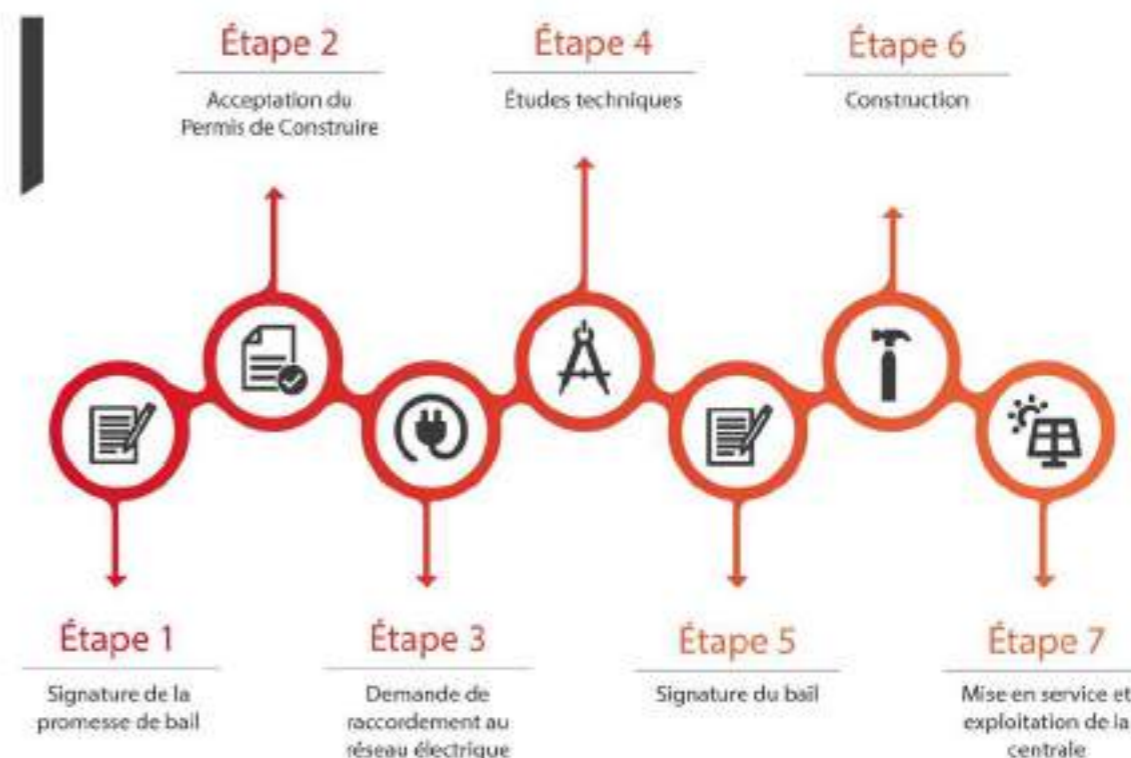 Étape 2
Acceptation du
Permis de Construire
Étape 4
Études techniques
Étape 6
Construction
Étape 1
Signature de la
promesse de bail
Étape 3
Demande de
raccordement au
réseau électrique
Étape 5
Signature du bail
Étape 7
Mise en service et
exploitation de la
centrale